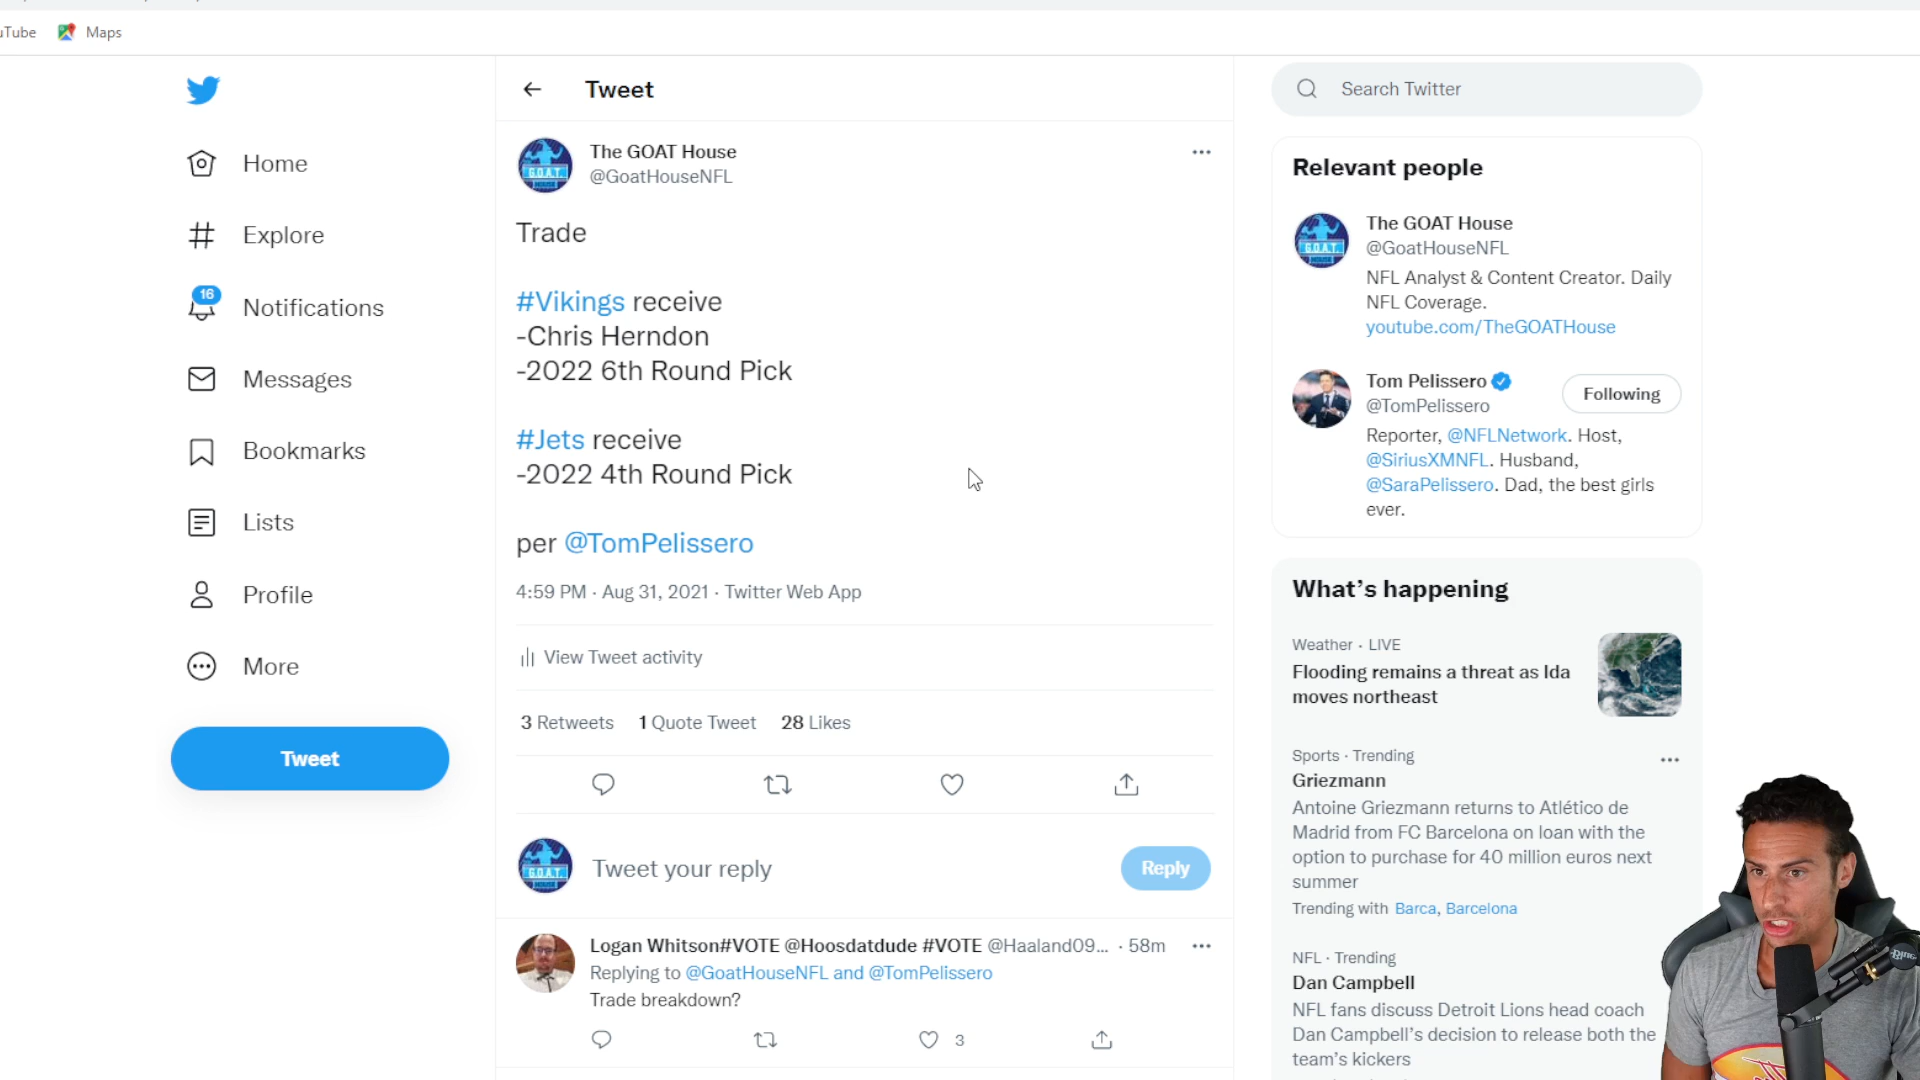 uTube
Maps
Home
Explore
16
Notifications
Messages
Bookmarks
Lists
Profile
More
Tweet
Tweet
The GOAT House
@GoatHouseNFL
Trade
#Vikings receive
-Chris Herndon
-2022 6th Round Pick
#Jets receive
-2022 4th Round Pick
per @TomPelissero
4:59 PM · Aug 31, 2021 · Twitter Web App
View Tweet activity
3 Retweets 1 Quote Tweet 28 Likes
Tweet your reply
Reply
Logan Whitson#VOTE @Hoosdatdude #VOTE @Haaland09... · 58m
Replying to @GoatHouseNFL and @TomPelissero
Trade breakdown?
3
Search Twitter
Relevant people
The GOAT House
@GoatHouseNFL
NFL Analyst & Content Creator. Daily
NFL Coverage.
youtube.com/TheGOATHouse
Tom Pelissero
@TomPelissero
Following
Reporter, @NFLNetwork. Host,
@SiriusXMNFL. Husband,
@SaraPelissero. Dad, the best girls
ever.
What's happening
Weather · LIVE
Flooding remains a threat as Ida
moves northeast
Sports · Trending
Griezmann
Antoine Griezmann returns to Atlético de
Madrid from FC Barcelona on loan with the
option to purchase for 40 million euros next
summer
Trending with Barca, Barcelona
NFL · Trending
Dan Campbell
NFL fans discuss Detroit Lions head coach
Dan Campbell's decision to release both the
team's kickers
G.O.A.T.
HOUSE
G.O.A.T.
HOUSE
G.O.A.T.
HOUSE